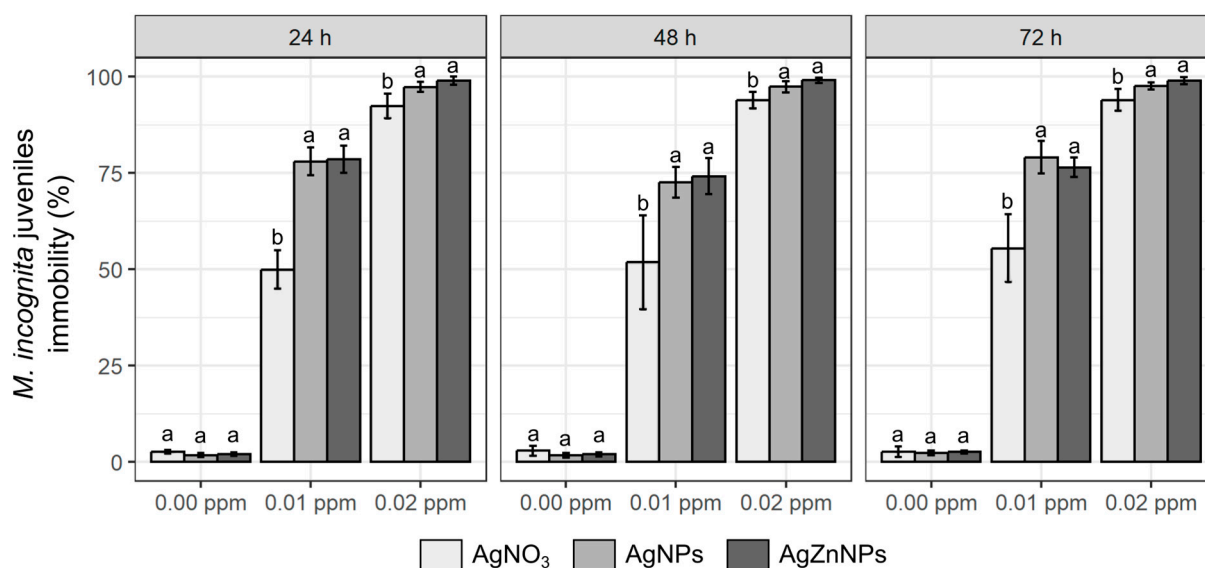 24 h 48 h 72 h
M. incognita juveniles
immobility (%)
100
75
50
25
0
a a a b a a b a a
a a a b a a b a a
a a a b a a b a a
0.00 ppm 0.01 ppm 0.02 ppm 0.00 ppm 0.01 ppm 0.02 ppm 0.00 ppm 0.01 ppm 0.02 ppm
AgNO₃ AgNPs AgZnNPs